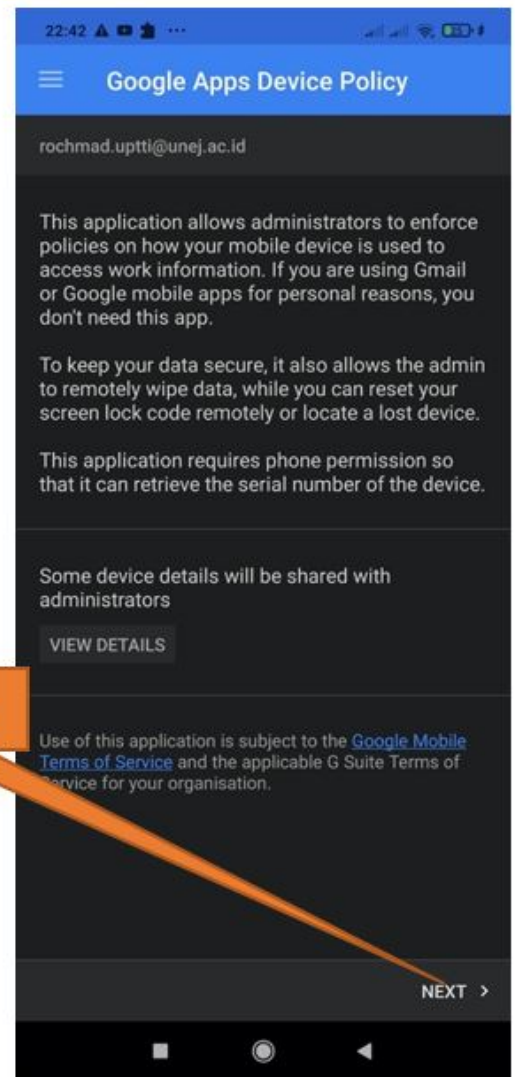 22:42
Google Apps Device Policy
rochmad.uptti@unej.ac.id
This application allows administrators to enforce
policies on how your mobile device is used to
access work information. If you are using Gmail
or Google mobile apps for personal reasons, you
don't need this app.
To keep your data secure, it also allows the admin
to remotely wipe data, while you can reset your
screen lock code remotely or locate a lost device.
This application requires phone permission so
that it can retrieve the serial number of the device.
Some device details will be shared with
administrators
VIEW DETAILS
Use of this application is subject to the Google Mobile
Terms of Service and the applicable G Suite Terms of
Service for your organisation.
NEXT